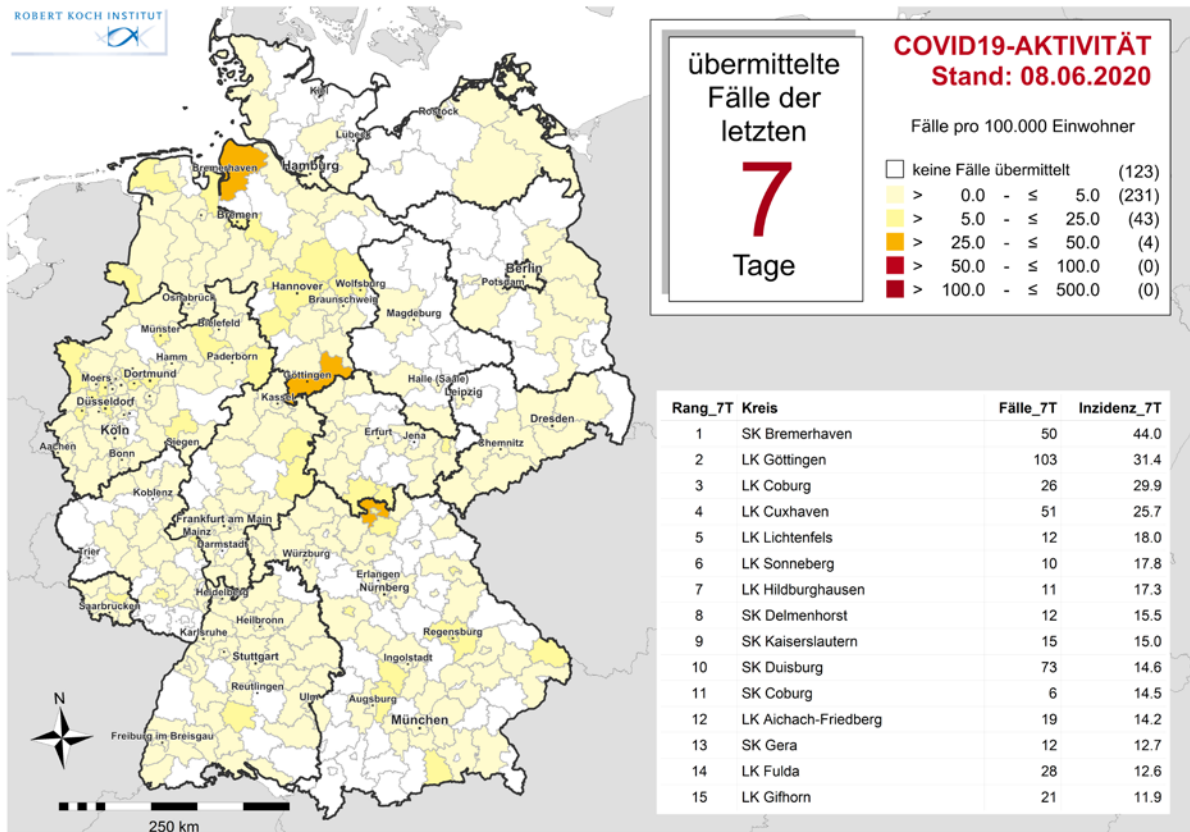 ROBERT KOCH INSTITUT
übermittelte
Fälle der
letzten
7
Tage
COVID19-AKTIVITÄT
Stand: 08.06.2020
Fälle pro 100.000 Einwohner
keine Fälle übermittelt (123)
> 0.0 - ≤ 5.0 (231)
> 5.0 - ≤ 25.0 (43)
> 25.0 - ≤ 50.0 (4)
> 50.0 - ≤ 100.0 (0)
> 100.0 - ≤ 500.0 (0)
Kiel
Rostock
Lübeck
Hamburg
Bremerhaven
Bremen
Berlin
Potsdam
Hannover
Wolfsburg
Braunschweig
Osnabrück
Magdeburg
Bielefeld
Münster
Hamm
Paderborn
Göttingen
Halle (Saale)
Moers
Dortmund
Leipzig
Kassel
Düsseldorf
Dresden
Köln
Erfurt
Jena
Chemnitz
Aachen
Siegen
Bonn
Koblenz
Frankfurt am Main
Mainz
Darmstadt
Trier
Würzburg
Erlangen
Nürnberg
Heidelberg
Saarbrücken
Heilbronn
Karlsruhe
Regensburg
Stuttgart
Ingolstadt
Reutlingen
Ulm
Augsburg
München
Freiburg im Breisgau
N
250 km
Rang_7T Kreis Fälle_7T Inzidenz_7T
1 SK Bremerhaven 50 44.0
2 LK Göttingen 103 31.4
3 LK Coburg 26 29.9
4 LK Cuxhaven 51 25.7
5 LK Lichtenfels 12 18.0
6 LK Sonneberg 10 17.8
7 LK Hildburghausen 11 17.3
8 SK Delmenhorst 12 15.5
9 SK Kaiserslautern 15 15.0
10 SK Duisburg 73 14.6
11 SK Coburg 6 14.5
12 LK Aichach-Friedberg 19 14.2
13 SK Gera 12 12.7
14 LK Fulda 28 12.6
15 LK Gifhorn 21 11.9